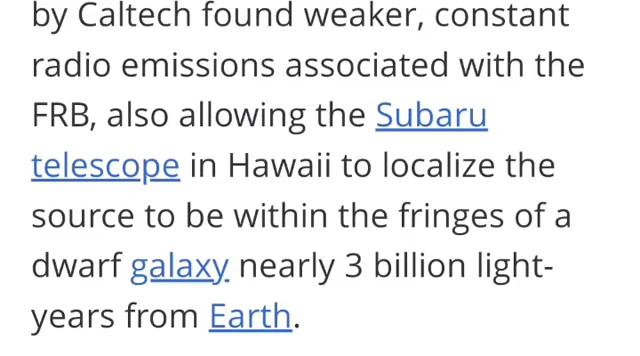 by Caltech found weaker, constant
radio emissions associated with the
FRB, also allowing the Subaru
telescope in Hawaii to localize the
source to be within the fringes of a
dwarf galaxy nearly 3 billion light-
years from Earth.